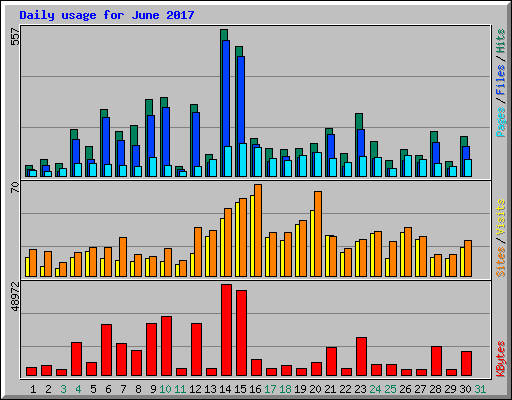 Daily usage for June 2017
557
Pages / Files / Hits
70
Sites / Visits
48972
KBytes
1 2 3 4 5 6 7 8 9 10 11 12 13 14 15 16 17 18 19 20 21 22 23 24 25 26 27 28 29 30 31